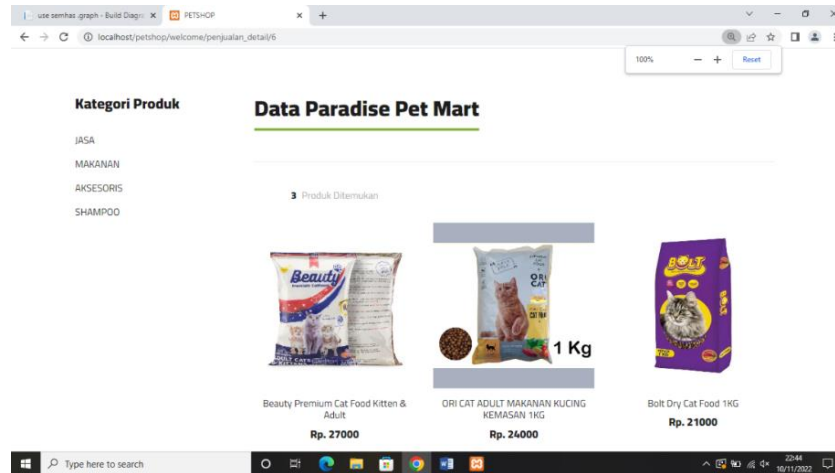 use semhas .graph - Build Diagra
PETSHOP
localhost/petshop/welcome/penjualan_detail/6
100%
Reset
Kategori Produk
JASA
MAKANAN
AKSESORIS
SHAMPOO
Data Paradise Pet Mart
3 Produk Ditemukan
Beauty
ORI
CAT
1 Kg
BOLT
Beauty Premium Cat Food Kitten &
Adult
Rp. 27000
ORI CAT ADULT MAKANAN KUCING
KEMASAN 1KG
Rp. 24000
Bolt Dry Cat Food 1KG
Rp. 21000
Type here to search
22:44
10/11/2022